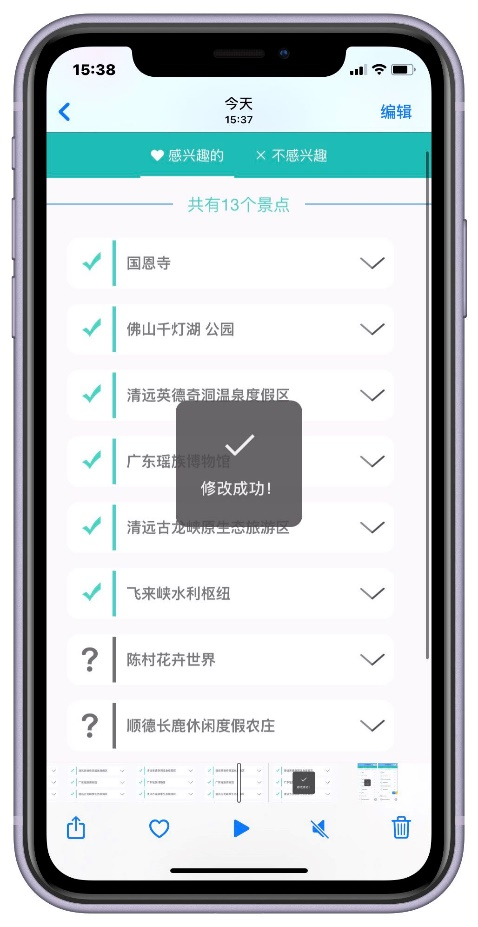 15:38
今天
15:37
编辑
感兴趣的
不感兴趣
共有13个景点
国恩寺
佛山千灯湖 公园
清远英德奇洞温泉度假区
广东瑶族博物馆
修改成功！
清远古龙峡原生态旅游区
飞来峡水利枢纽
?
陈村花卉世界
?
顺德长鹿休闲度假农庄